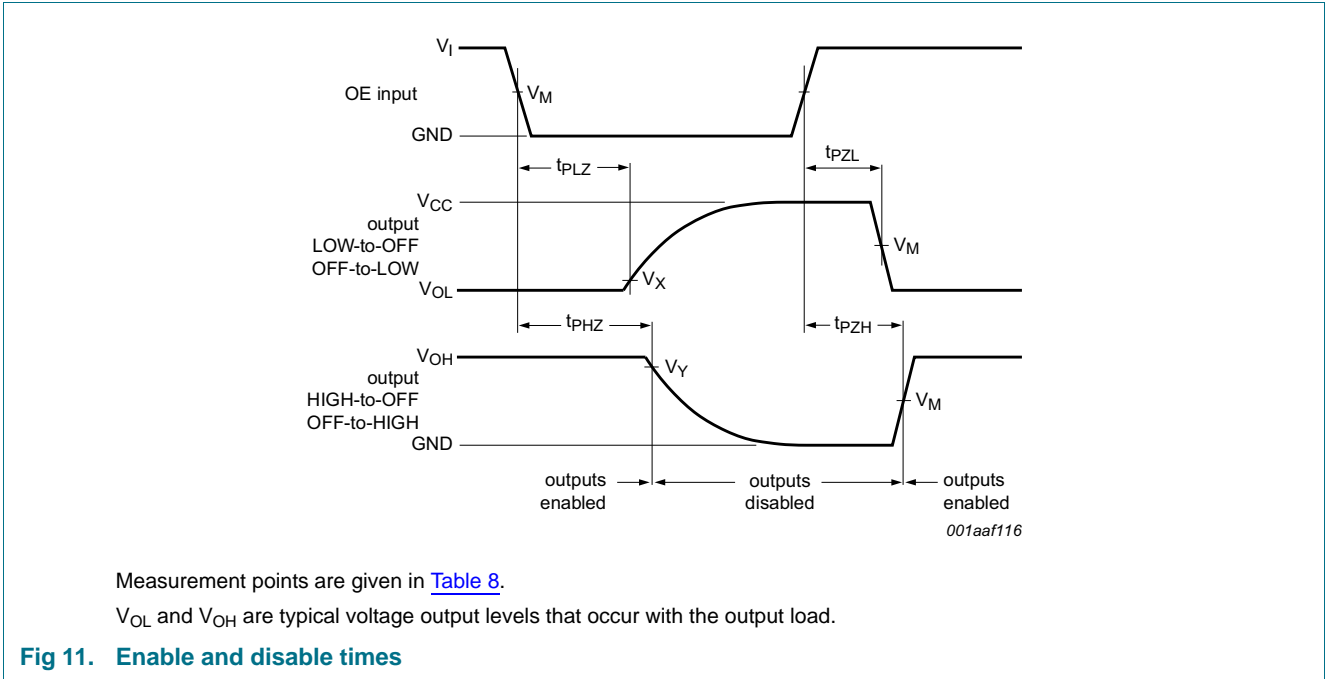 VI
OE input
VM
GND
tPLZ
tPZL
VCC
output
LOW-to-OFF
OFF-to-LOW
VM
VX
VOL
tPHZ
tPZH
VOH
output
HIGH-to-OFF
OFF-to-HIGH
VY
VM
GND
outputs enabled
outputs disabled
outputs enabled
001aaf116
Measurement points are given in Table 8.
VOL and VOH are typical voltage output levels that occur with the output load.
Fig 11. Enable and disable times